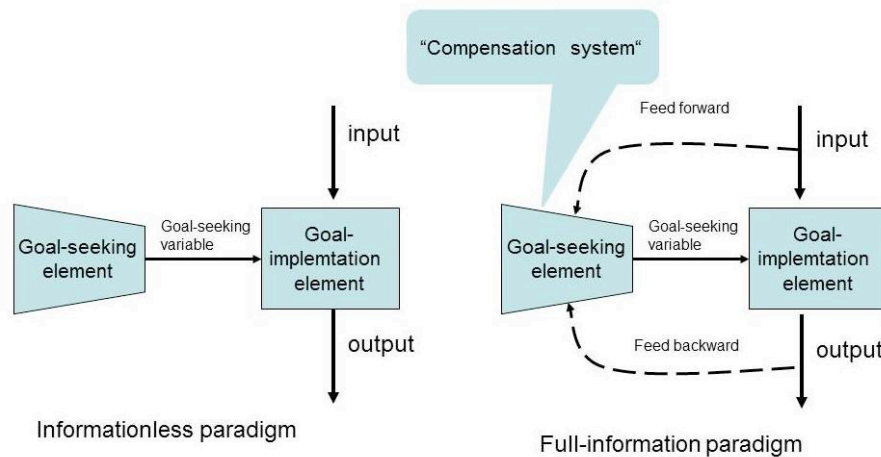 “Compensation system“
Feed forward
input
input
Goal-seeking
variable
Goal-seeking
element
Goal-
implemtation
element
Goal-seeking
variable
Goal-seeking
element
Goal-
implemtation
element
output
Feed backward
output
Informationless paradigm
Full-information paradigm